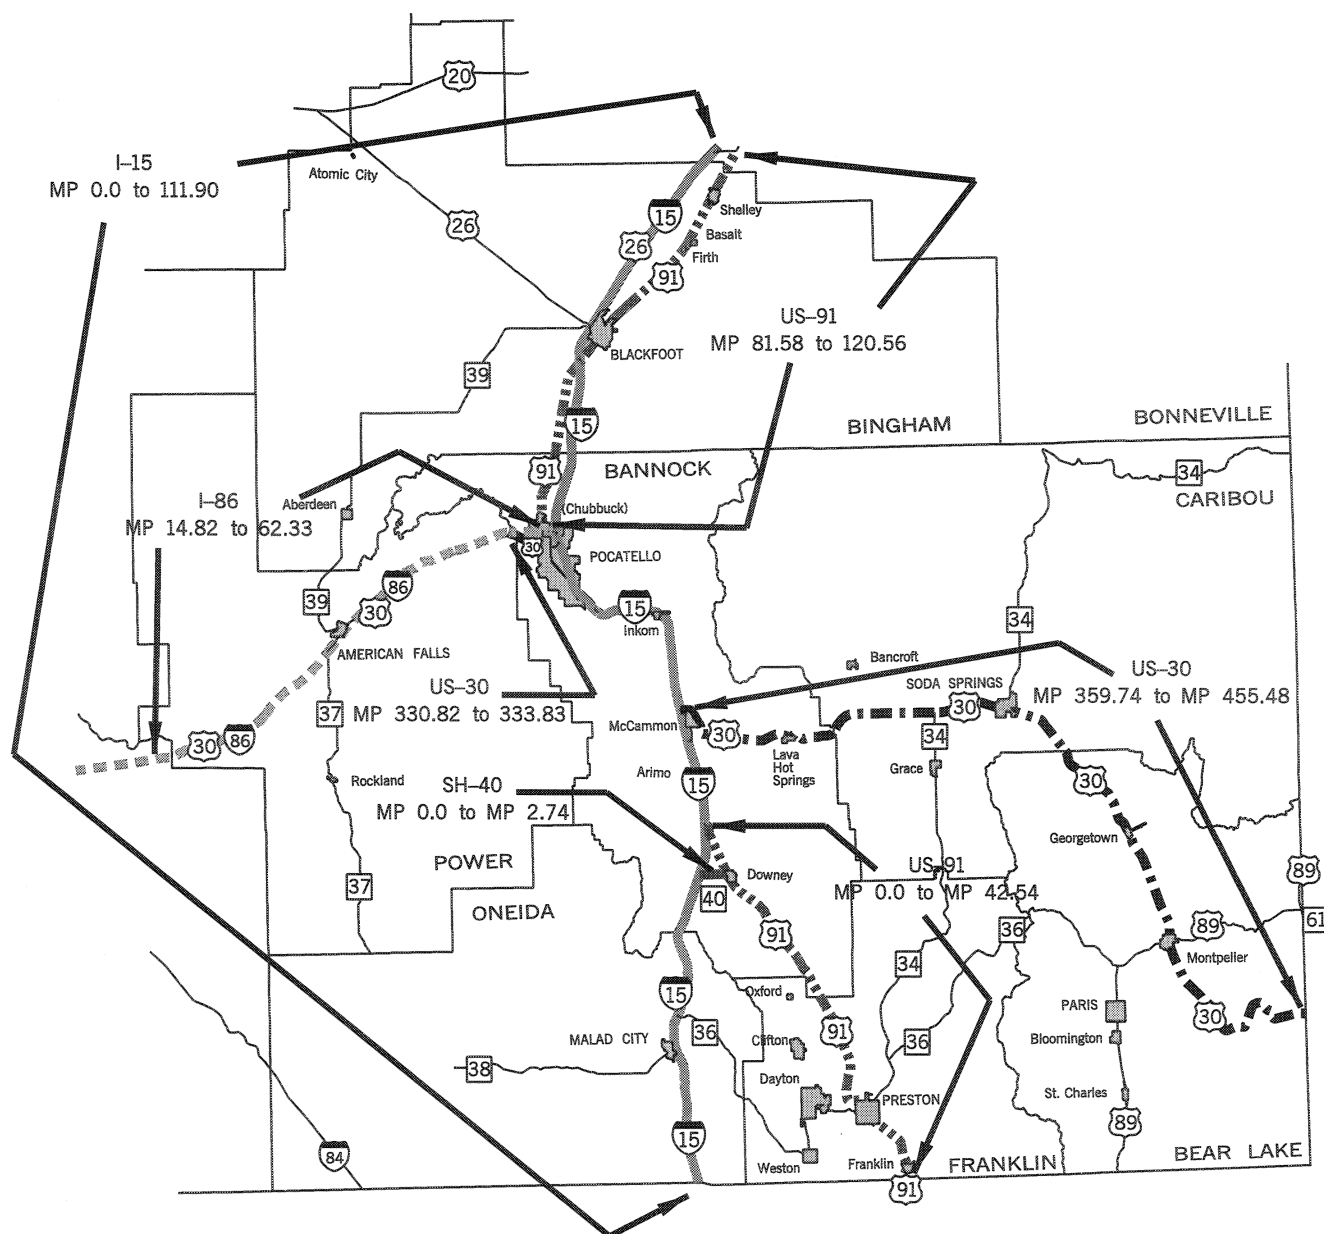 20
I–15
MP 0.0 to 111.90
Atomic City
26
15
Shelley
26
Basalt
Firth
91
US–91
MP 81.58 to 120.56
BLACKFOOT
39
15
BINGHAM
BONNEVILLE
91
BANNOCK
34
CARIBOU
I–86
MP 14.82 to 62.33
Aberdeen
(Chubbuck)
30
POCATELLO
86
39
30
15
Inkom
34
AMERICAN FALLS
Bancroft
US–30
MP 330.82 to 333.83
SODA SPRINGS
US–30
MP 359.74 to MP 455.48
37
McCammon
30
30
34
30
86
Lava
Hot
Springs
Arimo
15
Grace
30
Rockland
SH–40
MP 0.0 to MP 2.74
Georgetown
POWER
US–91
MP 0.0 to MP 42.54
Downey
89
37
40
ONEIDA
91
36
89
61
34
Montpelier
15
Oxford
PARIS
30
36
91
MALAD CITY
Clifton
36
Bloomington
38
Dayton
PRESTON
St. Charles
89
15
84
Weston
Franklin
FRANKLIN
BEAR LAKE
91